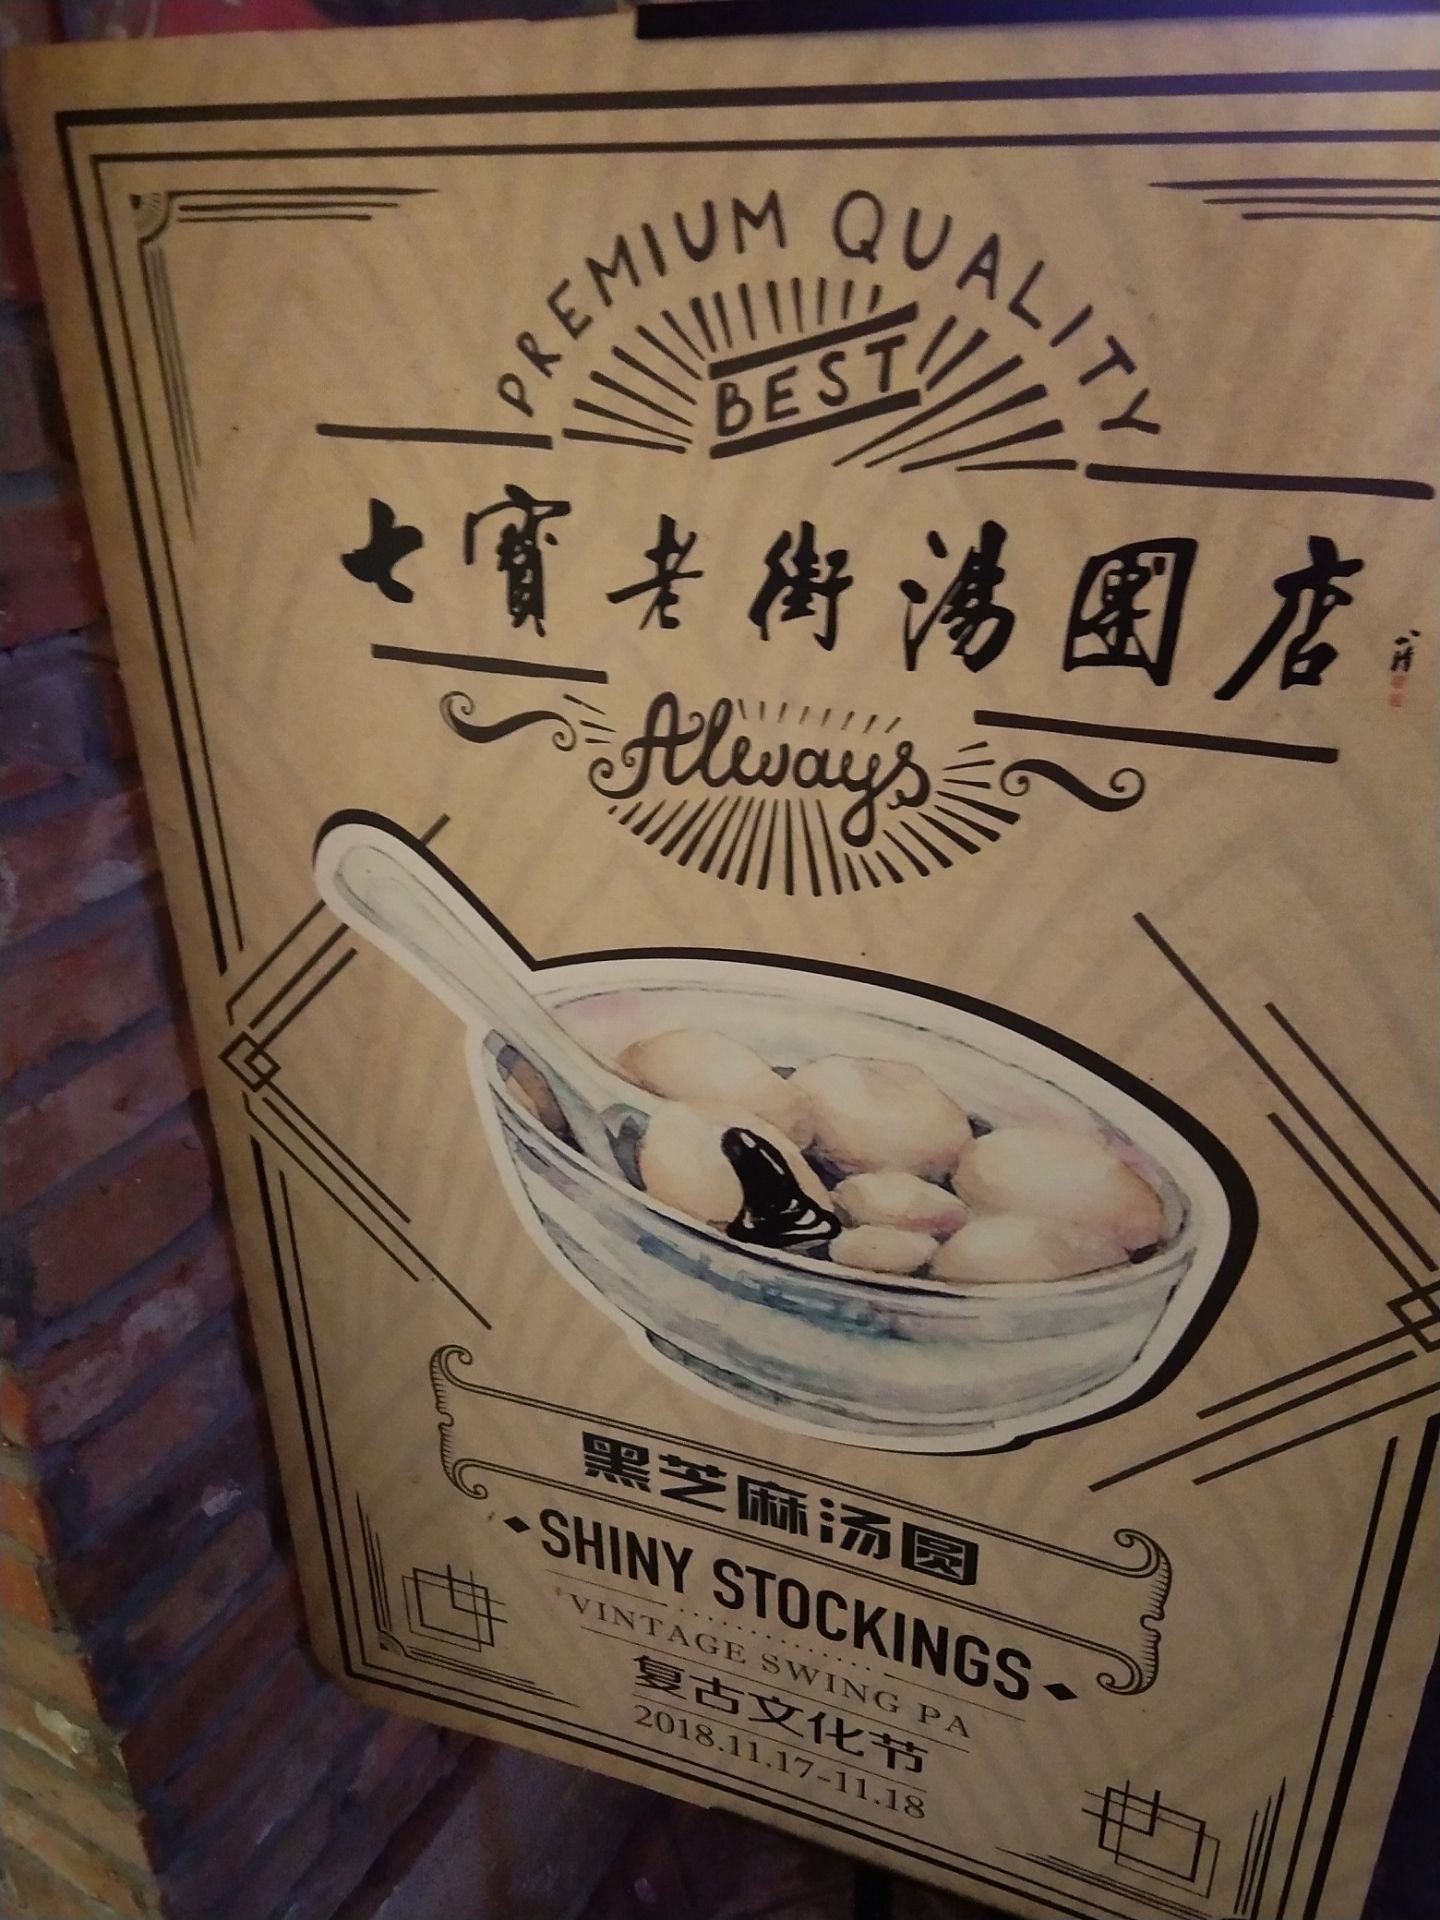 PREMIUM QUALITY
BEST
七寶老街湯團店
Always
黑芝麻汤圆
SHINY STOCKINGS
VINTAGE SWING PA
复古文化节
2018.11.17-11.18